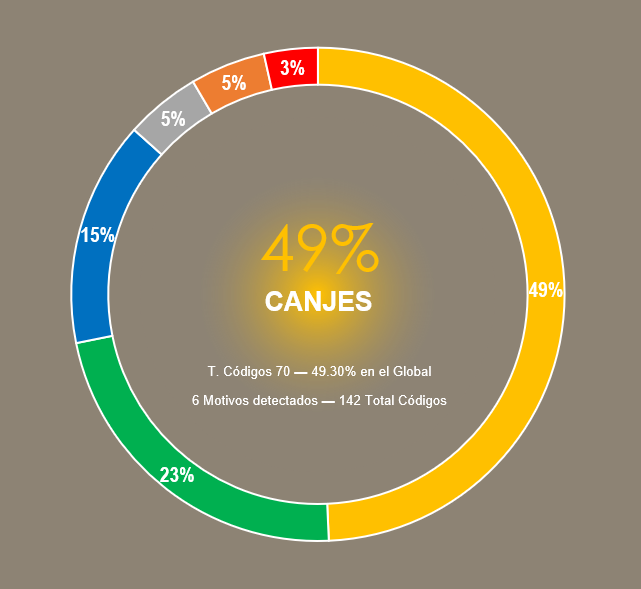 3%
5%
5%
15%
49%
CANJES
49%
T. Códigos 70 — 49.30% en el Global
6 Motivos detectados — 142 Total Códigos
23%